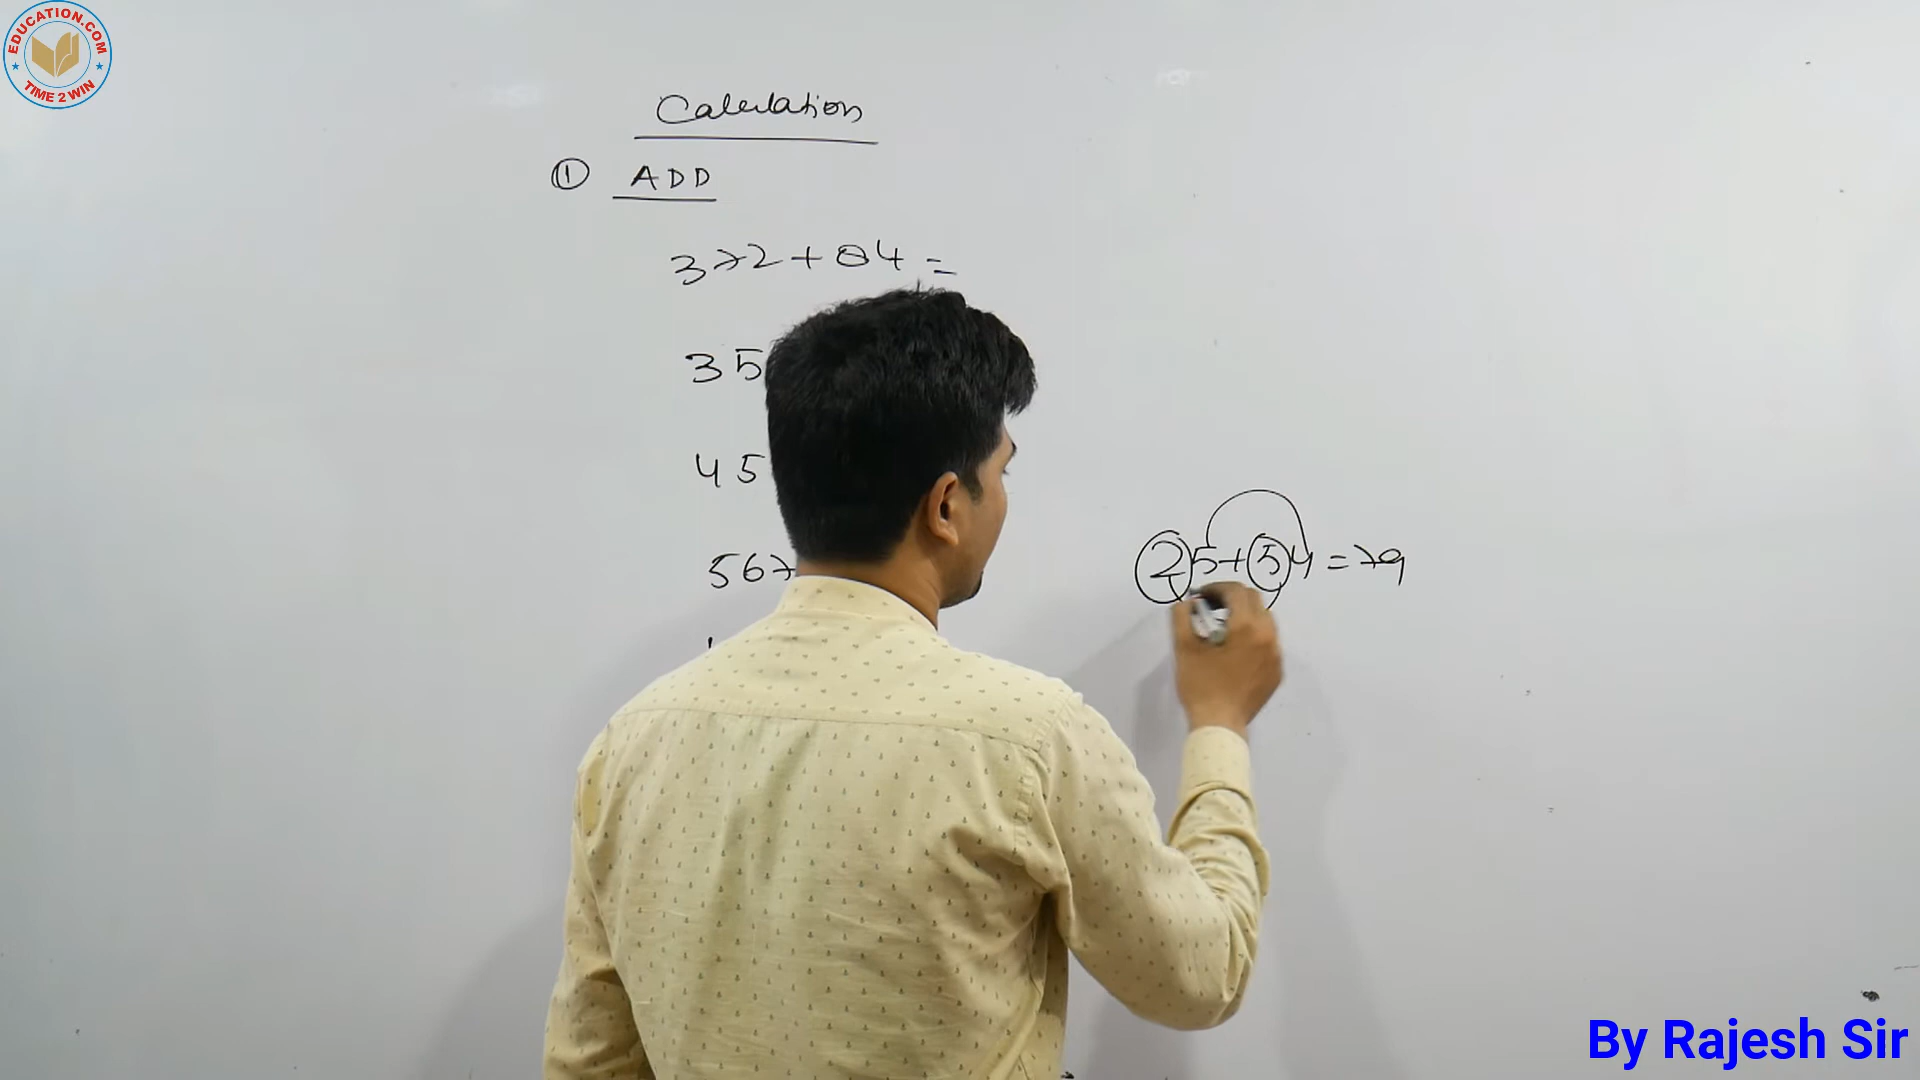 EDUCATION.COM
TIME 2 WIN
Calculation
① ADD
372 + 84 =
35
45
567
25 + 54 = 79
By Rajesh Sir